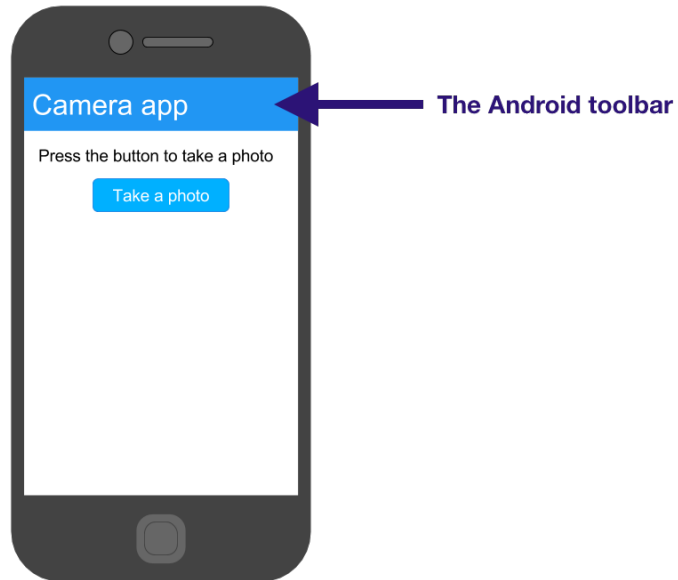 Camera app
The Android toolbar
Press the button to take a photo
Take a photo